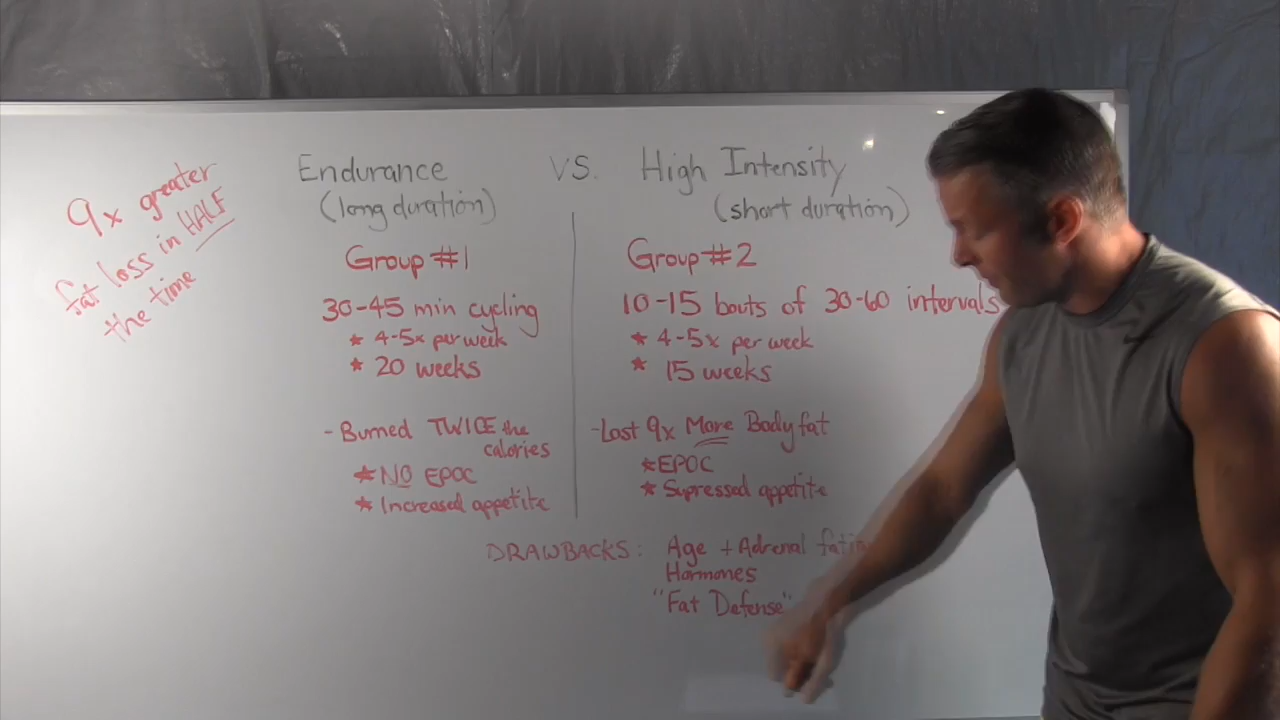 9x greater
fat loss in HALF
the time
Endurance
(long duration)
VS.
High Intensity
(short duration)
Group #1
30-45 min cycling
* 4-5x per week
* 20 weeks
- Burned TWICE the
calories
* NO EPOC
* Increased appetite
Group #2
10-15 bouts of 30-60 intervals
* 4-5x per week
* 15 weeks
- Lost 9x More Body fat
* EPOC
* Supressed appetite
DRAWBACKS: Age + Adrenal
Hormones
"Fat Defense"